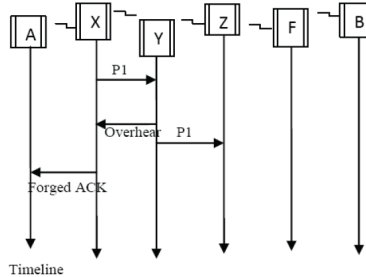 A X Y Z F B
P1
Overhear P1
Forged ACK
Timeline